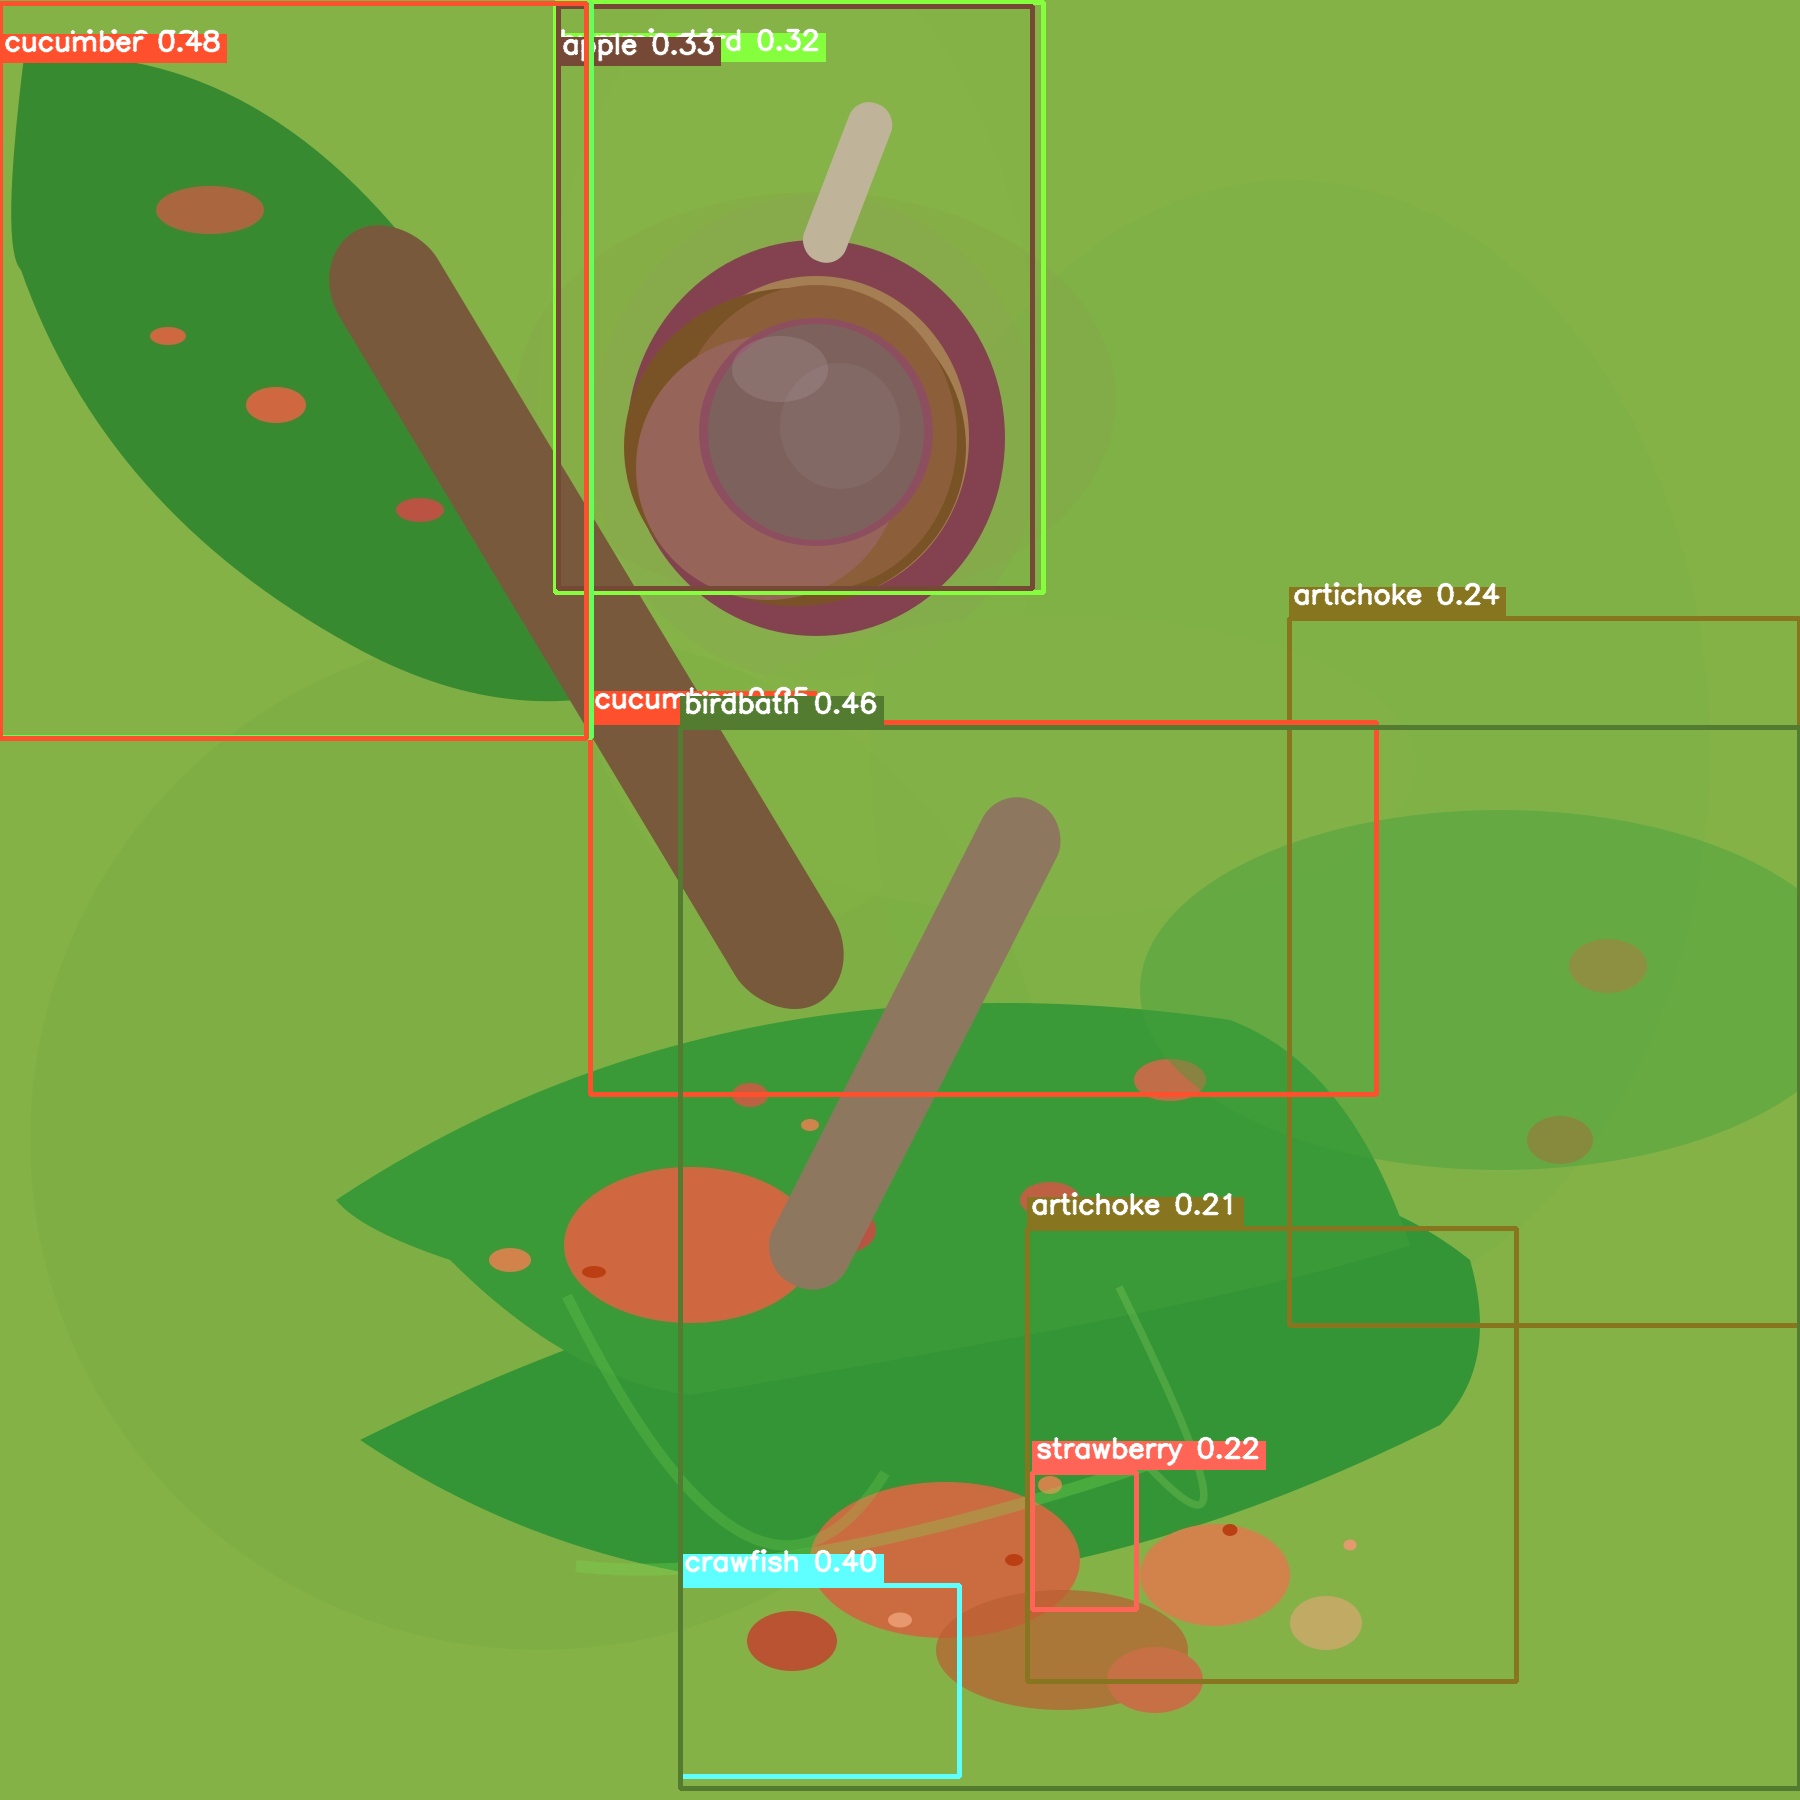 cucumber 0.48
apple 0.33
0.32
artichoke 0.24
birdbath 0.46
artichoke 0.21
strawberry 0.22
crawfish 0.40